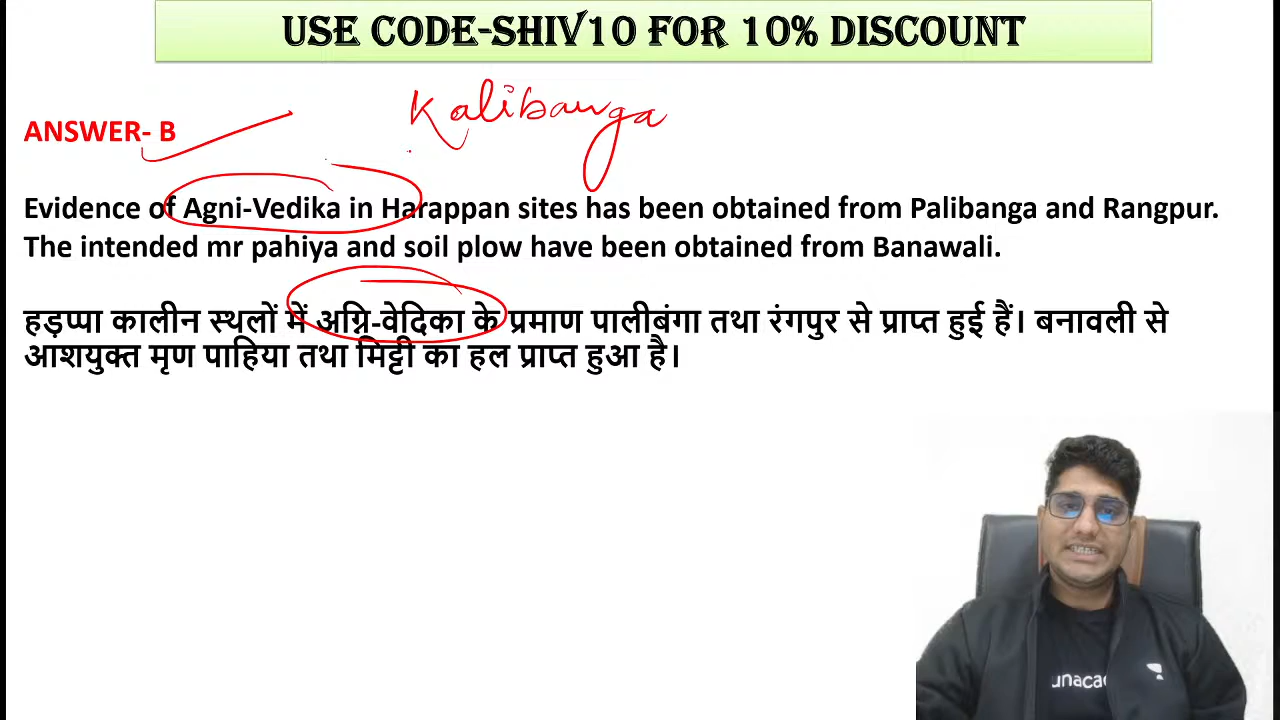 USE CODE-SHIV10 FOR 10% DISCOUNT
Kalibanga
ANSWER- B
Evidence of Agni-Vedika in Harappan sites has been obtained from Palibanga and Rangpur.
The intended mr pahiya and soil plow have been obtained from Banawali.
हड़प्पा कालीन स्थलों में अग्नि-वेदिका के प्रमाण पालीबंगा तथा रंगपुर से प्राप्त हुई हैं। बनावली से
आशयुक्त मृण पाहिया तथा मिट्टी का हल प्राप्त हुआ है।